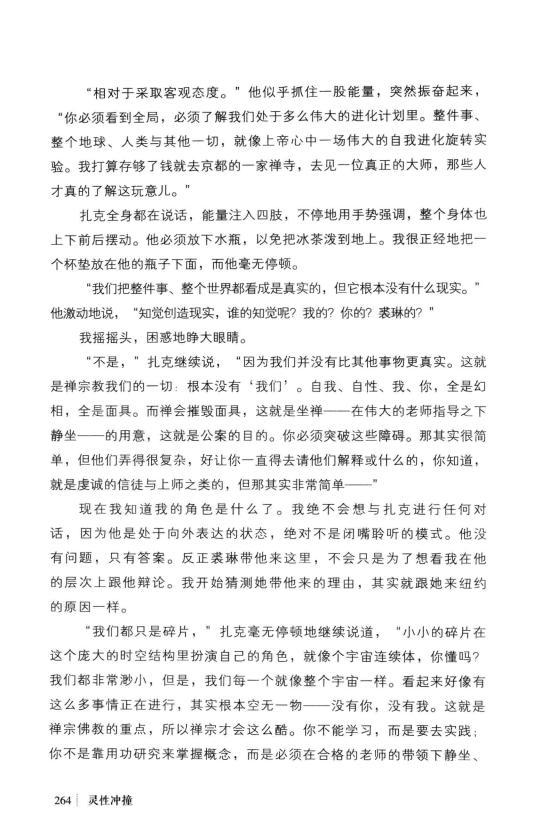 “相对于采取客观态度。”他似乎抓住一股能量，突然振奋起来，
“你必须看到全局，必须了解我们处于多么伟大的进化计划里。整件事、
整个地球、人类与其他一切，就像上帝心中一场伟大的自我进化旋转实
验。我打算存够了钱就去京都的一家禅寺，去见一位真正的大师，那些人
才真的了解这玩意儿。”
扎克全身都在说话，能量注入四肢，不停地用手势强调，整个身体也
上下前后摆动。他必须放下水瓶，以免把冰茶泼到地上。我很正经地把一
个杯垫放在他的瓶子下面，而他毫无停顿。
“我们把整件事、整个世界都看成是真实的，但它根本没有什么现实。”
他激动地说，“知觉创造现实，谁的知觉呢？我的？你的？裘琳的？”
我摇摇头，困惑地睁大眼睛。
“不是，”扎克继续说，“因为我们并没有比其他事物更真实。这就
是禅宗教我们的一切：根本没有‘我们’。自我、自性、我、你，全是幻
相，全是面具。而禅会摧毁面具，这就是坐禅——在伟大的老师指导之下
静坐——的用意，这就是公案的目的。你必须突破这些障碍。那其实很简
单，但他们弄得很复杂，好让你一直得去请他们解释或什么的，你知道，
就是虔诚的信徒与上师之类的，但那其实非常简单——”
现在我知道我的角色是什么了。我绝不会想与扎克进行任何对
话，因为他是处于向外表达的状态，绝对不是闭嘴聆听的模式。他没
有问题，只有答案。反正裘琳带他来这里，不会只是为了想看我在他
的层次上跟他辩论。我开始猜测她带他来的理由，其实就跟她来纽约
的原因一样。
“我们都只是碎片，”扎克毫无停顿地继续说道，“小小的碎片在
这个庞大的时空结构里扮演自己的角色，就像个宇宙连续体，你懂吗？
我们都非常渺小，但是，我们每一个就像整个宇宙一样。看起来好像有
这么多事情正在进行，其实根本空无一物——没有你，没有我。这就是
禅宗佛教的重点，所以禅宗才会这么酷。你不能学习，而是要去实践；
你不是靠用功研究来掌握概念，而是必须在合格的老师的带领下静坐、
264 灵性冲撞